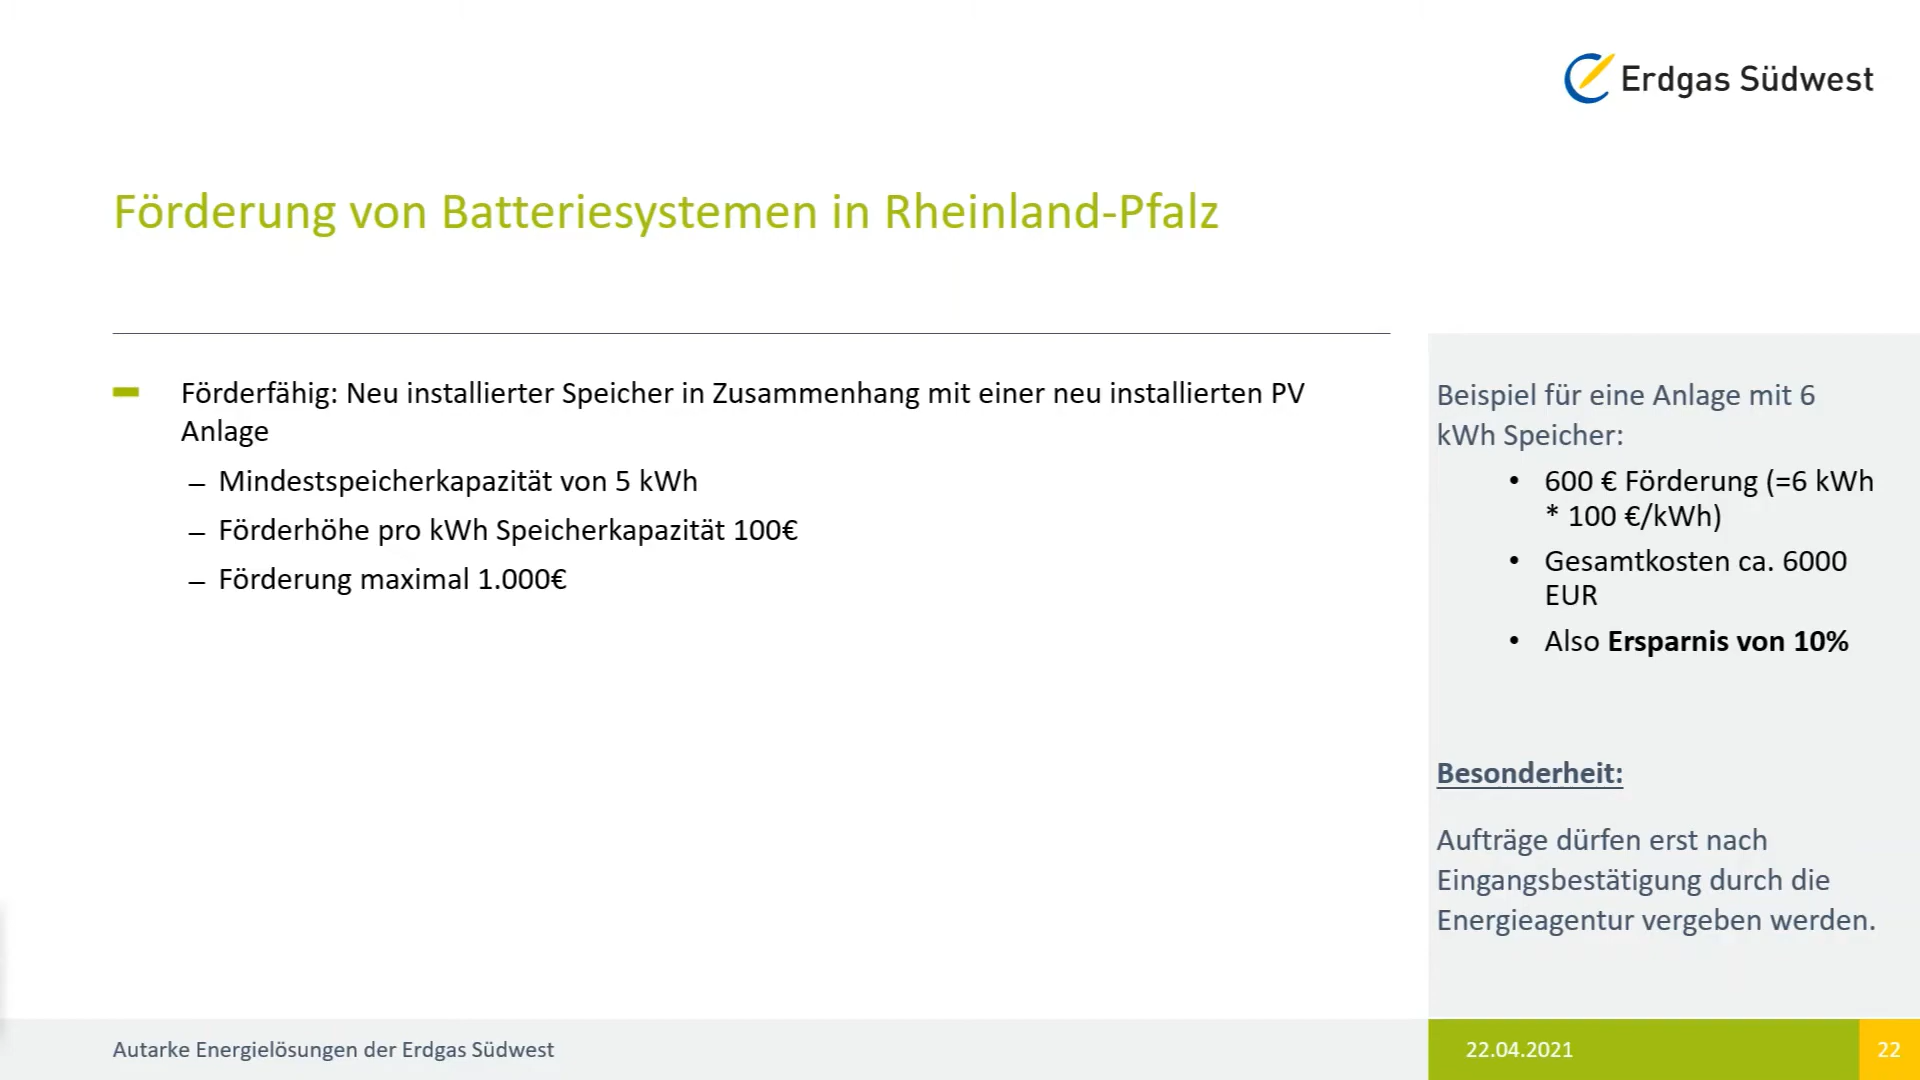 Erdgas Südwest
Förderung von Batteriesystemen in Rheinland-Pfalz
Förderfähig: Neu installierter Speicher in Zusammenhang mit einer neu installierten PV
Anlage
– Mindestspeicherkapazität von 5 kWh
– Förderhöhe pro kWh Speicherkapazität 100€
– Förderung maximal 1.000€
Beispiel für eine Anlage mit 6
kWh Speicher:
• 600 € Förderung (=6 kWh
* 100 €/kWh)
• Gesamtkosten ca. 6000
EUR
• Also Ersparnis von 10%
Besonderheit:
Aufträge dürfen erst nach
Eingangsbestätigung durch die
Energieagentur vergeben werden.
Autarke Energielösungen der Erdgas Südwest
22.04.2021
22